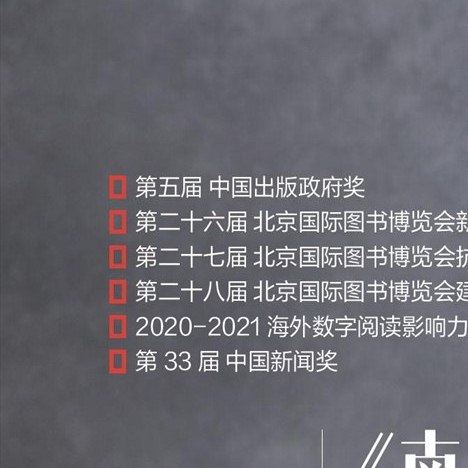 第五届 中国出版政府奖
第二十六届 北京国际图书博览会新
第二十七届 北京国际图书博览会
第二十八届 北京国际图书博览会建
2020-2021 海外数字阅读影响力
第 33 届 中国新闻奖
《南